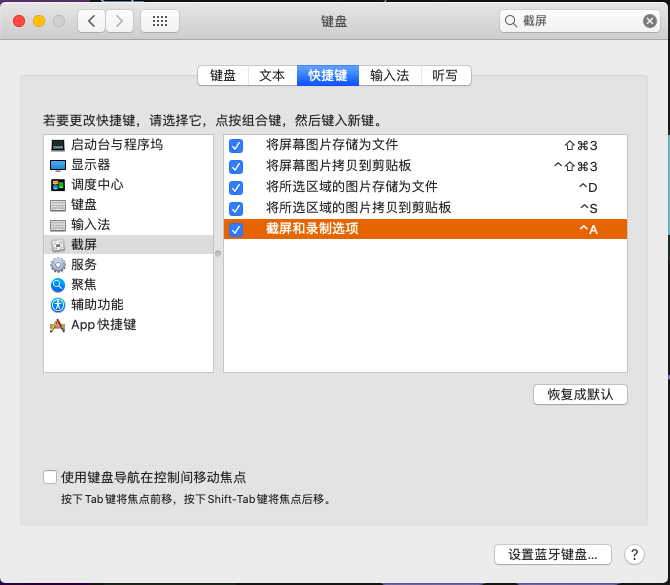 键盘
截屏
键盘 文本 快捷键 输入法 听写
若要更改快捷键，请选择它，点按组合键，然后键入新键。
启动台与程序坞
显示器
调度中心
键盘
输入法
截屏
服务
聚焦
辅助功能
App 快捷键
将屏幕图片存储为文件 ⇧⌘3
将屏幕图片拷贝到剪贴板 ^⇧⌘3
将所选区域的图片存储为文件 ^D
将所选区域的图片拷贝到剪贴板 ^S
截屏和录制选项 ^A
恢复成默认
使用键盘导航在控制间移动焦点
按下 Tab 键将焦点前移，按下 Shift-Tab 键将焦点后移。
设置蓝牙键盘... ?